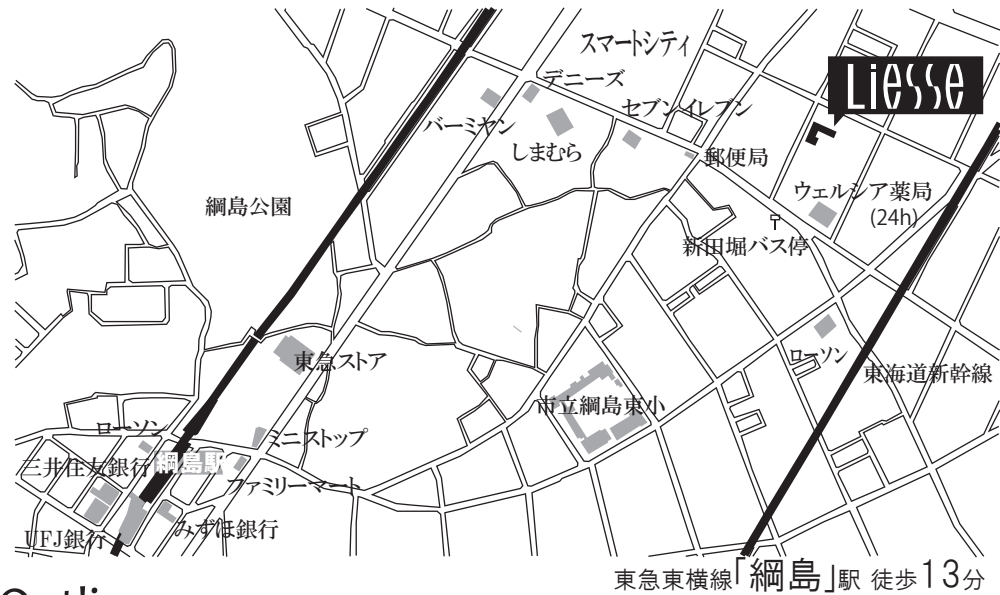 スマートシティ
デニーズ
Liesse
セブンイレブン
バーミヤン
しまむら
郵便局
ウェルシア薬局
(24h)
綱島公園
新田堀バス停
東急ストア
ローソン
東海道新幹線
市立綱島東小
ローソン
ミニストップ
三井住友銀行
綱島駅
ファミリーマート
みずほ銀行
UFJ銀行
東急東横線「綱島」駅 徒歩13分